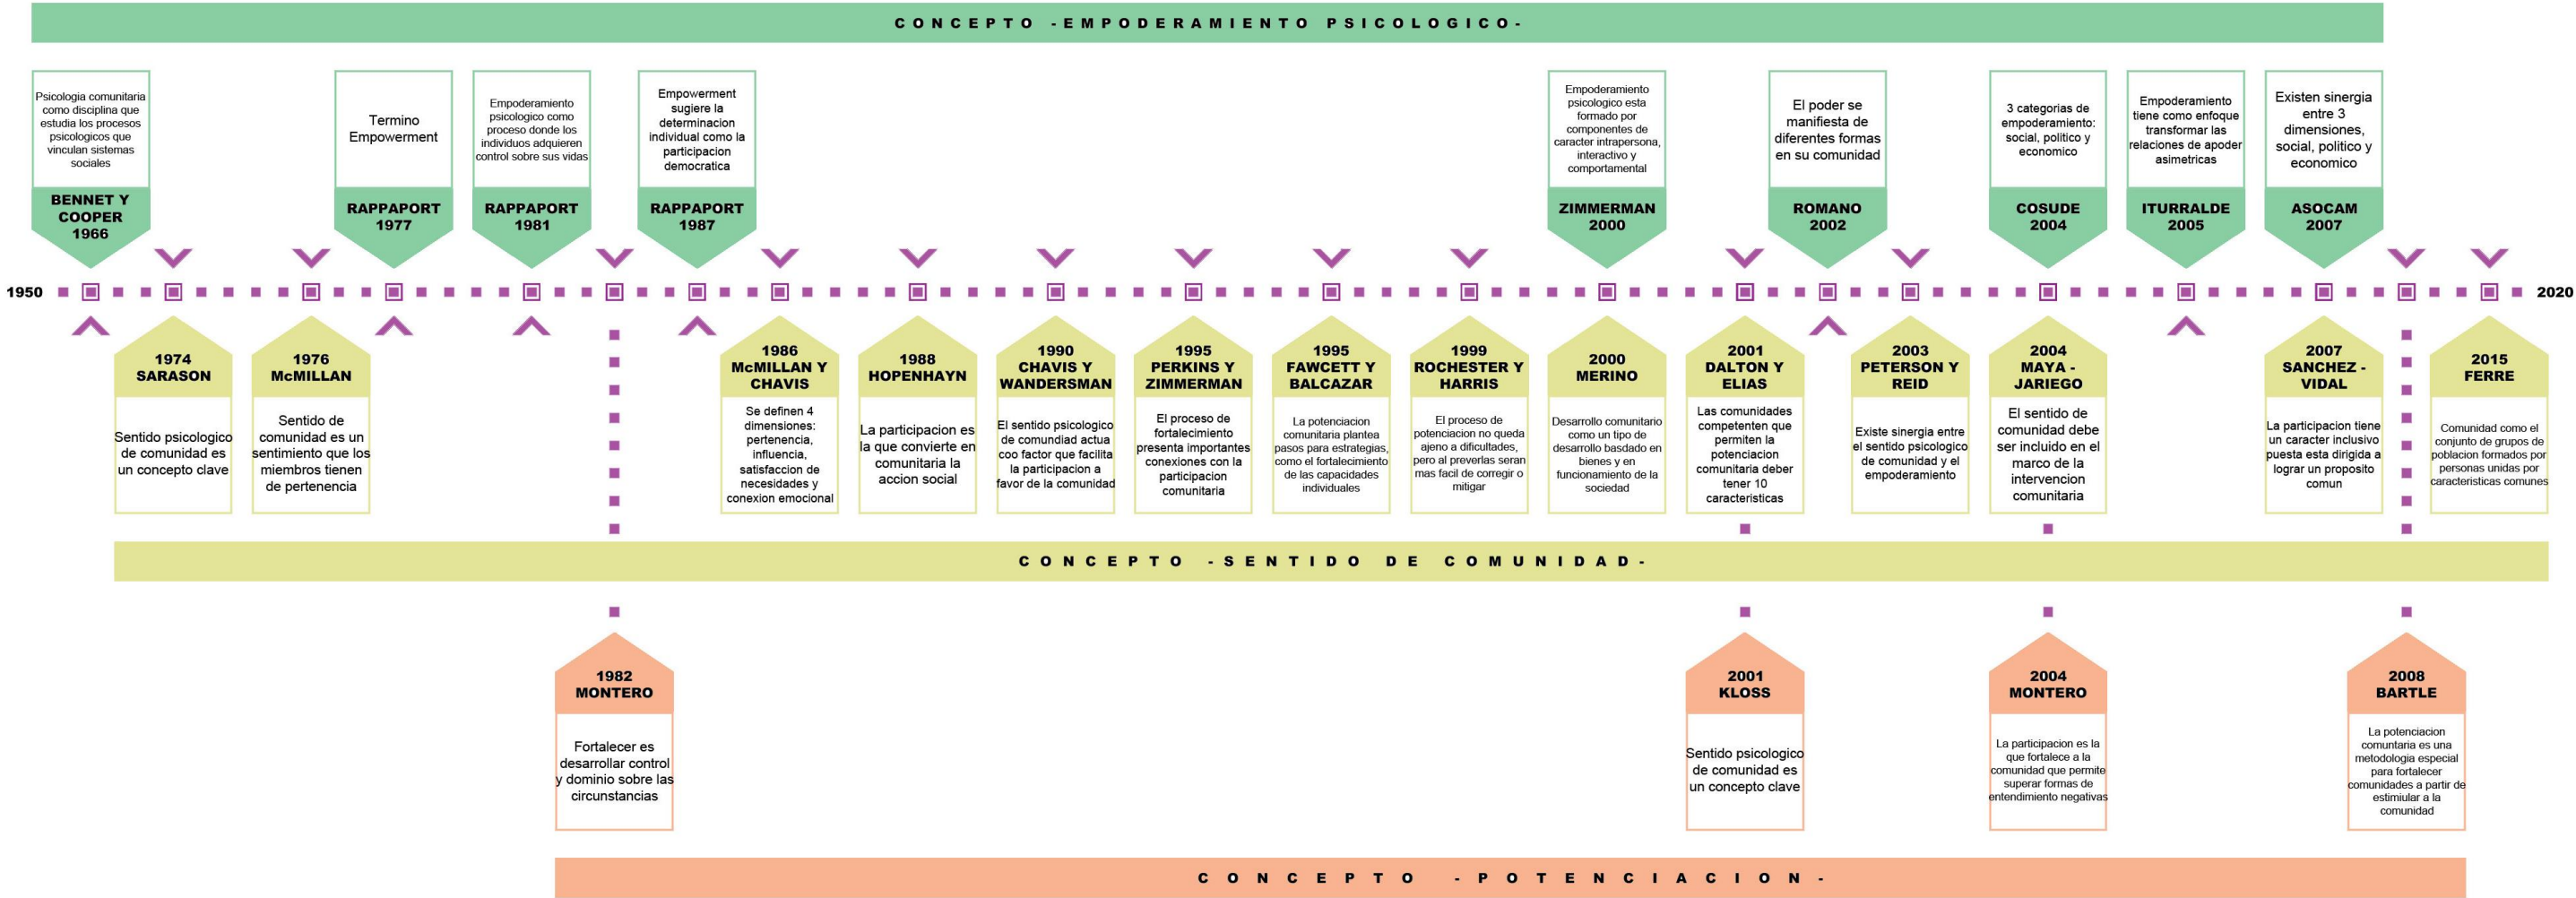 CONCEPTO -EMPODERAMIENTO PSICOLOGICO-
Psicologia comunitaria
como disciplina que
estudia los procesos
psicologicos que
vinculan sistemas
sociales
BENNET Y
COOPER
1966
Termino
Empowerment
RAPPAPORT
1977
Empoderamiento
psicologico como
proceso donde los
individuos adquieren
control sobre sus vidas
RAPPAPORT
1981
Empowerment
sugiere la
determinacion
individual como la
participacion
democratica
RAPPAPORT
1987
Empoderamiento
psicologico esta
formado por
componentes de
caracter intrapersona,
interactivo y
comportamental
ZIMMERMAN
2000
El poder se
manifiesta de
diferentes formas
en su comunidad
ROMANO
2002
3 categorias de
empoderamiento:
social, politico y
economico
COSUDE
2004
Empoderamiento
tiene como enfoque
transformar las
relaciones de apoder
asimetricas
ITURRALDE
2005
Existen sinergia
entre 3
dimensiones,
social, politico y
economico
ASOCAM
2007
1950
2020
1974
SARASON
Sentido psicologico
de comunidad es
un concepto clave
1976
McMILLAN
Sentido de
comunidad es un
sentimiento que los
miembros tienen
de pertenencia
1986
McMILLAN Y
CHAVIS
Se definen 4
dimensiones:
pertenencia,
influencia,
satisfaccion de
necesidades y
conexion emocional
1988
HOPENHAYN
La participacion es
la que convierte en
comunitaria la
accion social
1990
CHAVIS Y
WANDERSMAN
El sentido psicologico
de comundiad actua
coo factor que facilita
la participacion a
favor de la comunidad
1995
PERKINS Y
ZIMMERMAN
El proceso de
fortalecimiento
presenta importantes
conexiones con la
participacion
comunitaria
1995
FAWCETT Y
BALCAZAR
La potenciacion
comunitaria plantea
pasos para estrategias,
como el fortalecimiento
de las capacidades
individuales
1999
ROCHESTER Y
HARRIS
El proceso de
potenciacion no queda
ajeno a dificultades,
pero al preverlas seran
mas facil de corregir o
mitigar
2000
MERINO
Desarrollo comunitario
como un tipo de
desarrollo basdado en
bienes y en
funcionamiento de la
sociedad
2001
DALTON Y
ELIAS
Las comunidades
competenten que
permiten la
potenciacion
comunitaria deber
tener 10
caracteristicas
2003
PETERSON Y
REID
Existe sinergia entre
el sentido psicologico
de comunidad y el
empoderamiento
2004
MAYA -
JARIEGO
El sentido de
comunidad debe
ser incluido en el
marco de la
intervencion
comunitaria
2007
SANCHEZ -
VIDAL
La participacion tiene
un caracter inclusivo
puesta esta dirigida a
lograr un proposito
comun
2015
FERRE
Comunidad como el
conjunto de grupos de
poblacion formados por
personas unidas por
caracteristicas comunes
CONCEPTO -SENTIDO DE COMUNIDAD-
1982
MONTERO
Fortalecer es
desarrollar control
y dominio sobre las
circunstancias
2001
KLOSS
Sentido psicologico
de comunidad es
un concepto clave
2004
MONTERO
La participacion es la
que fortalece a la
comunidad que permite
superar formas de
entendimiento negativas
2008
BARTLE
La potenciacion
comuntaria es una
metodologia especial
para fortalecer
comunidades a partir de
estimiular a la
comunidad
CONCEPTO -POTENCIACION-